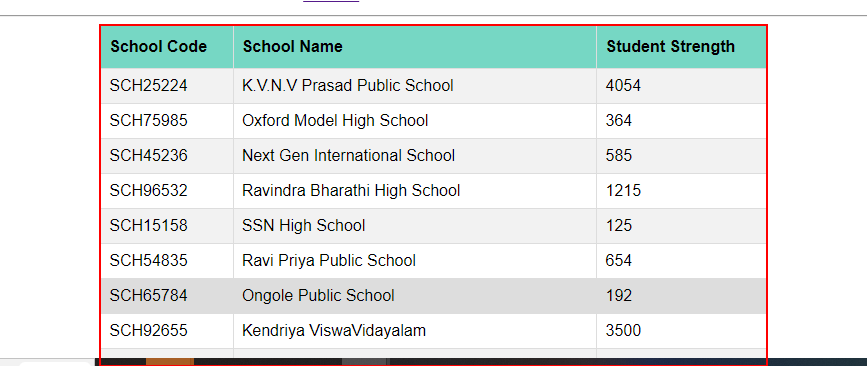 School Code School Name Student Strength
SCH25224 K.V.N.V Prasad Public School 4054
SCH75985 Oxford Model High School 364
SCH45236 Next Gen International School 585
SCH96532 Ravindra Bharathi High School 1215
SCH15158 SSN High School 125
SCH54835 Ravi Priya Public School 654
SCH65784 Ongole Public School 192
SCH92655 Kendriya ViswaVidayalam 3500